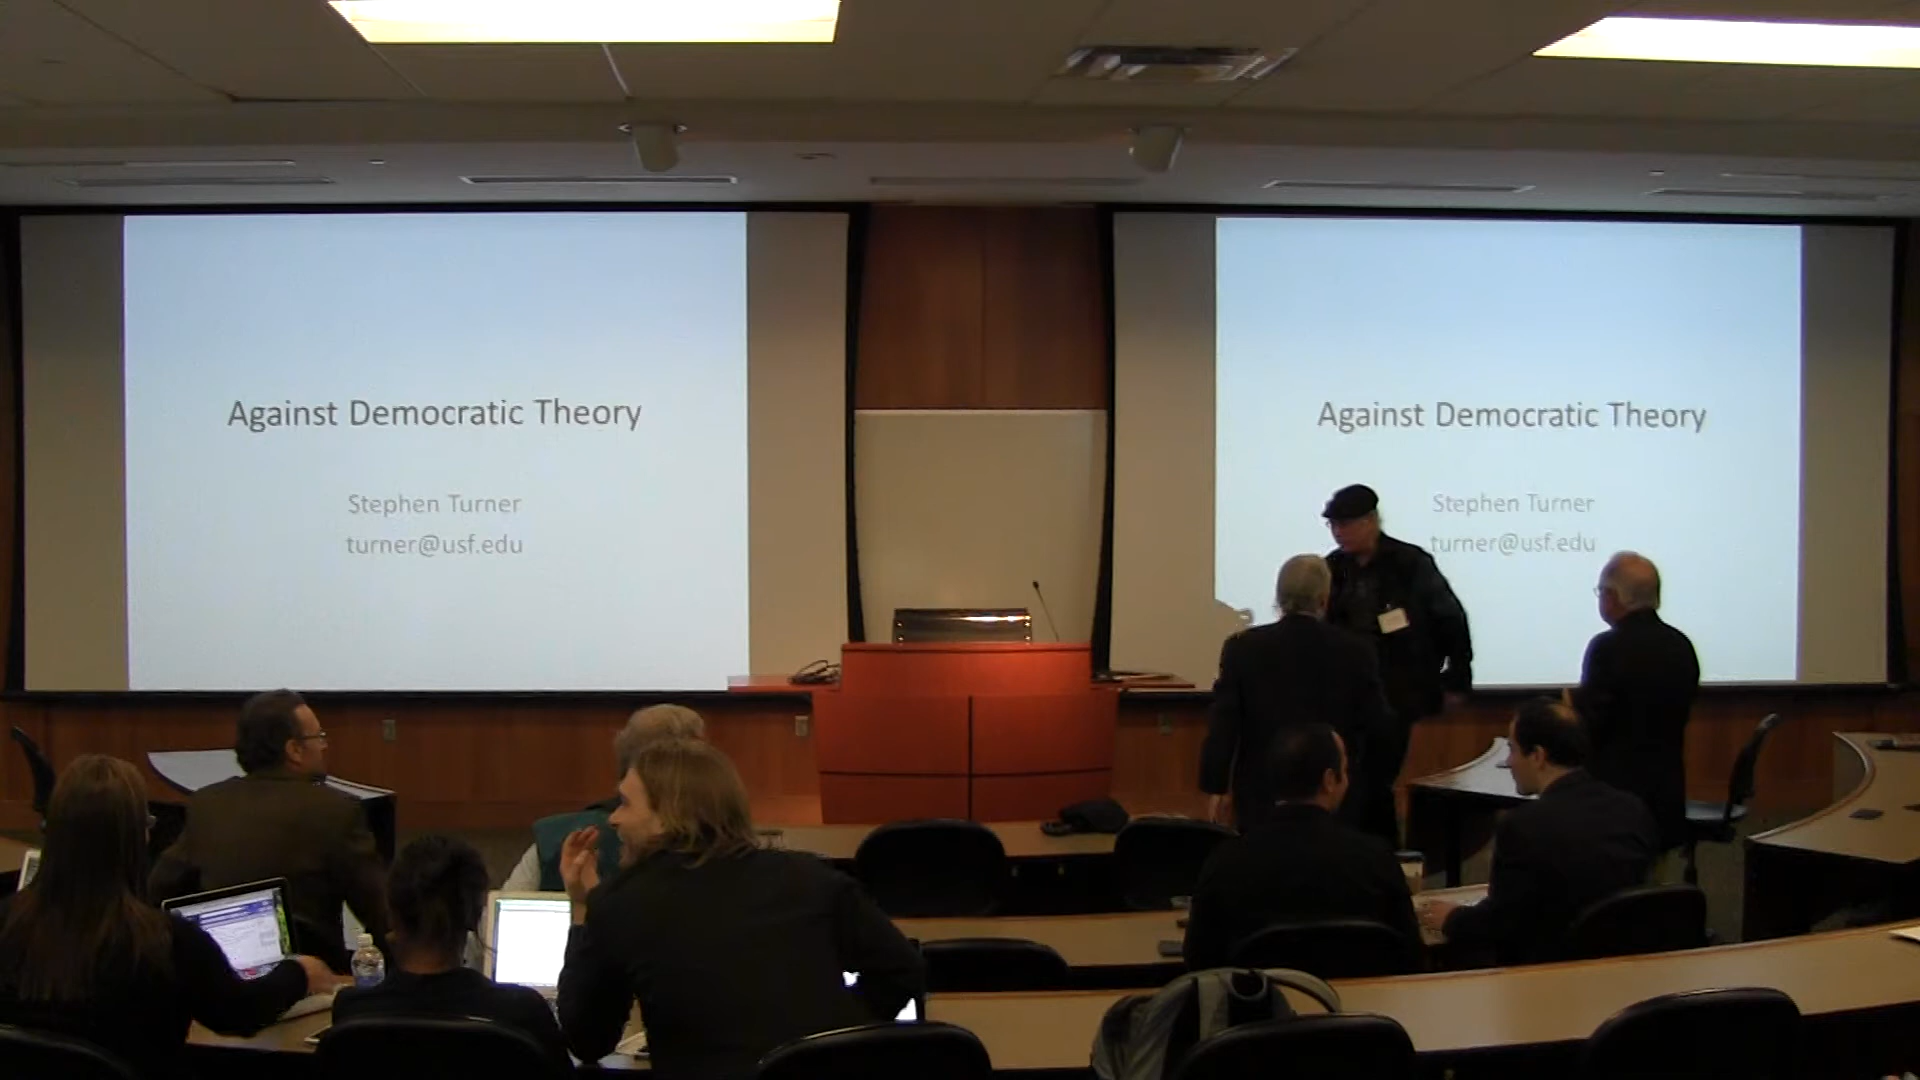 Against Democratic Theory
Stephen Turner
turner@usf.edu
Against Democratic Theory
Stephen Turner
turner@usf.edu